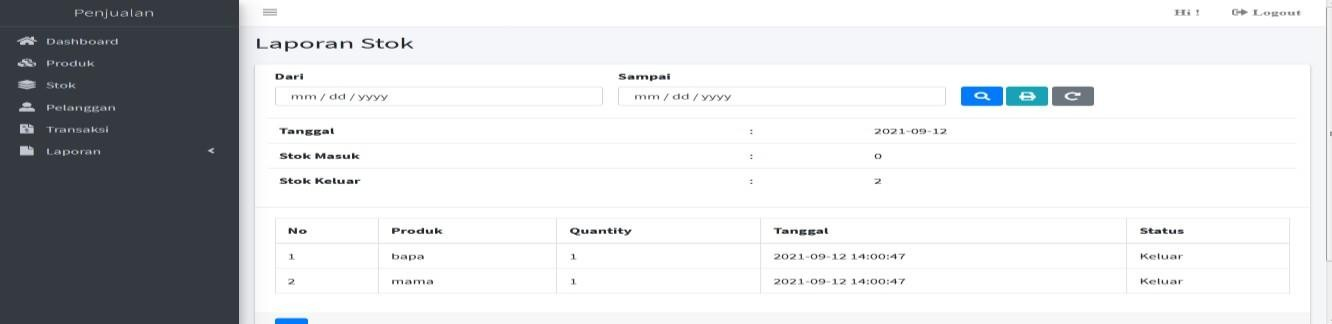 Penjualan
Hi !
Logout
Dashboard
Produk
Stok
Pelanggan
Transaksi
Laporan
Laporan Stok
Dari
Sampai
mm / dd / yyyy
mm / dd / yyyy
Tanggal : 2021-09-12
Stok Masuk : 0
Stok Keluar : 2
No Produk Quantity Tanggal Status
1 bapa 1 2021-09-12 14:00:47 Keluar
2 mama 1 2021-09-12 14:00:47 Keluar